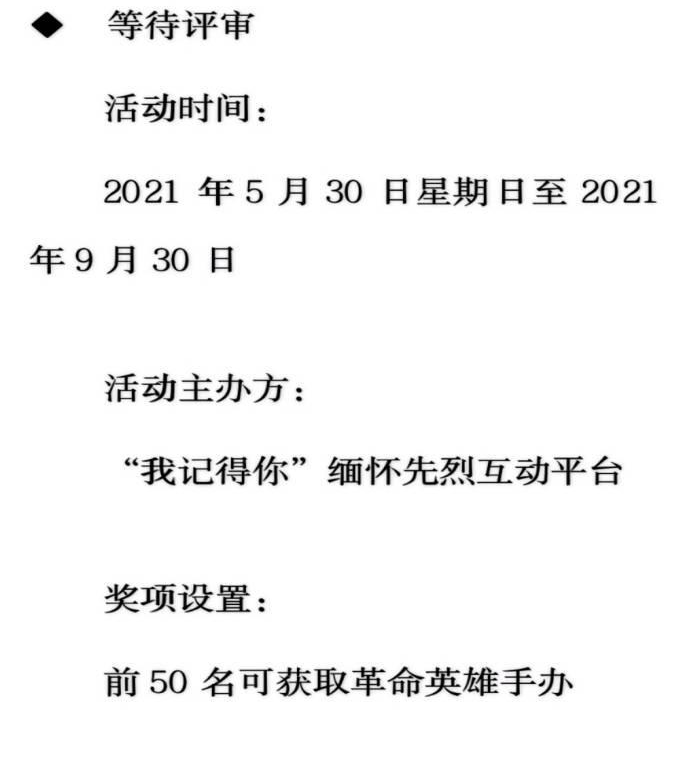 ◆ 等待评审
活动时间：
2021 年 5 月 30 日星期日至 2021
年 9 月 30 日
活动主办方：
“我记得你”缅怀先烈互动平台
奖项设置：
前 50 名可获取革命英雄手办